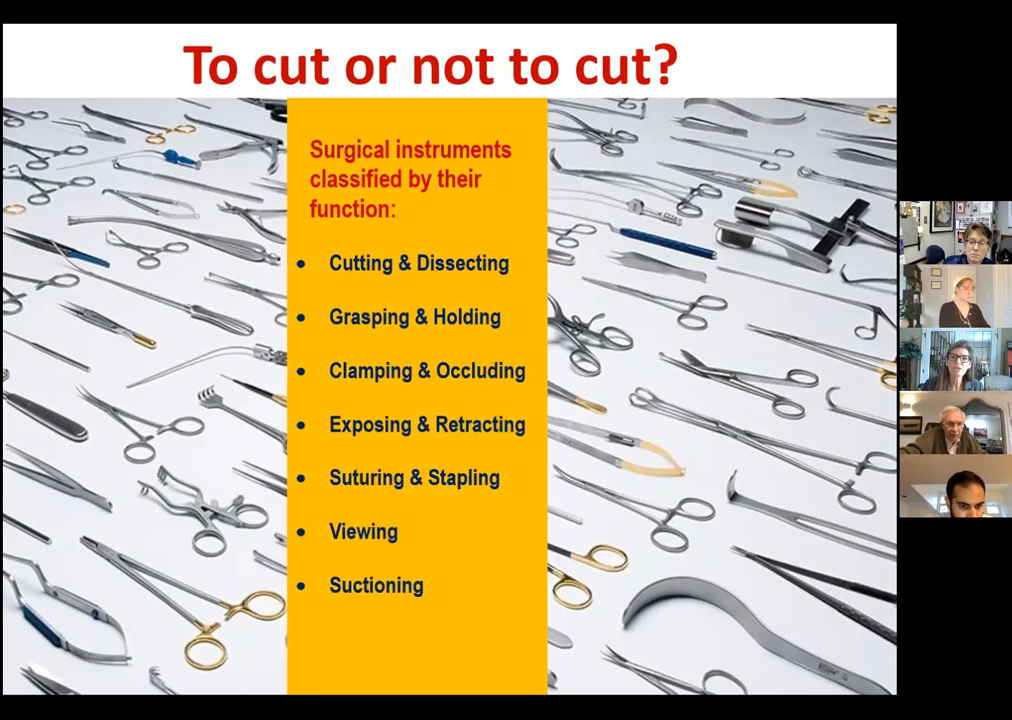 To cut or not to cut?
Surgical instruments
classified by their
function:
• Cutting & Dissecting
• Grasping & Holding
• Clamping & Occluding
• Exposing & Retracting
• Suturing & Stapling
• Viewing
• Suctioning